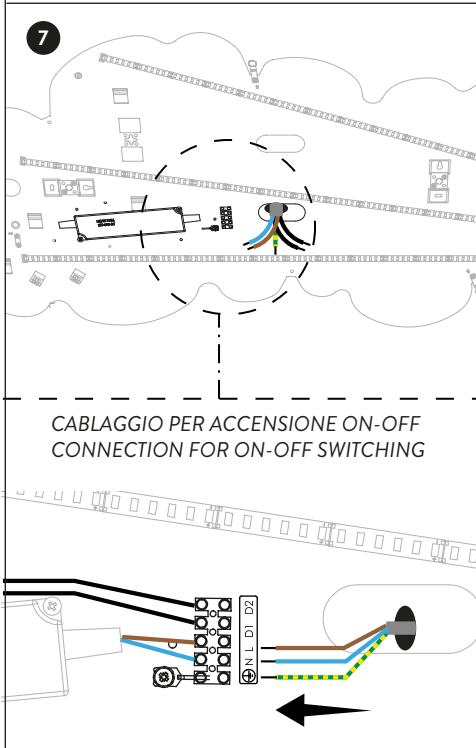 7
CABLAGGIO PER ACCENSIONE ON-OFF
CONNECTION FOR ON-OFF SWITCHING
N L D1 D2